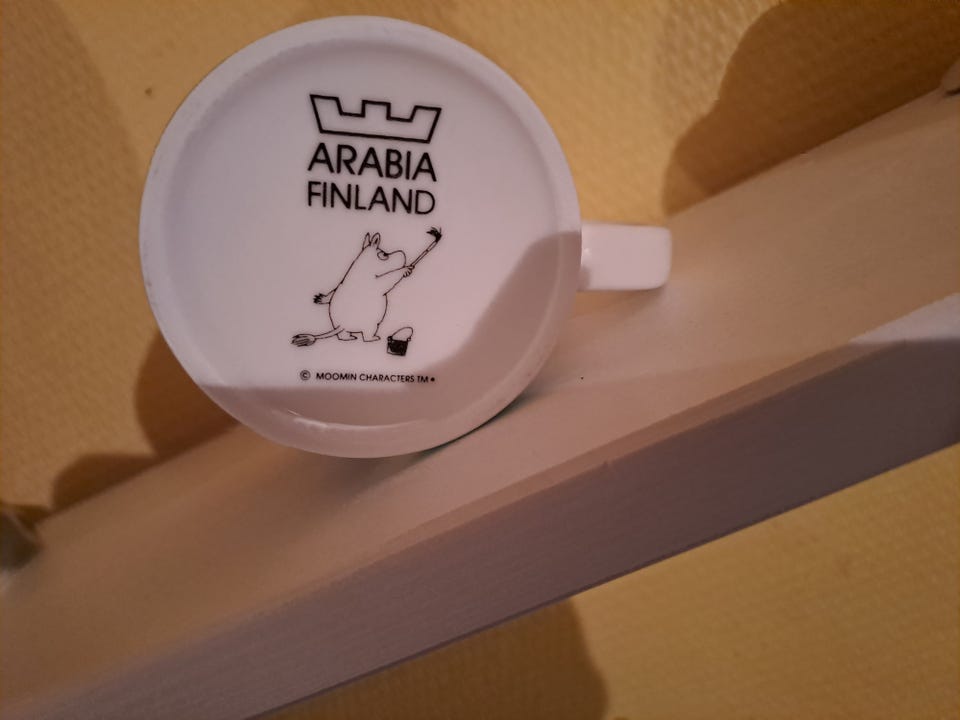 ARABIA
FINLAND
© MOOMIN CHARACTERS TM •